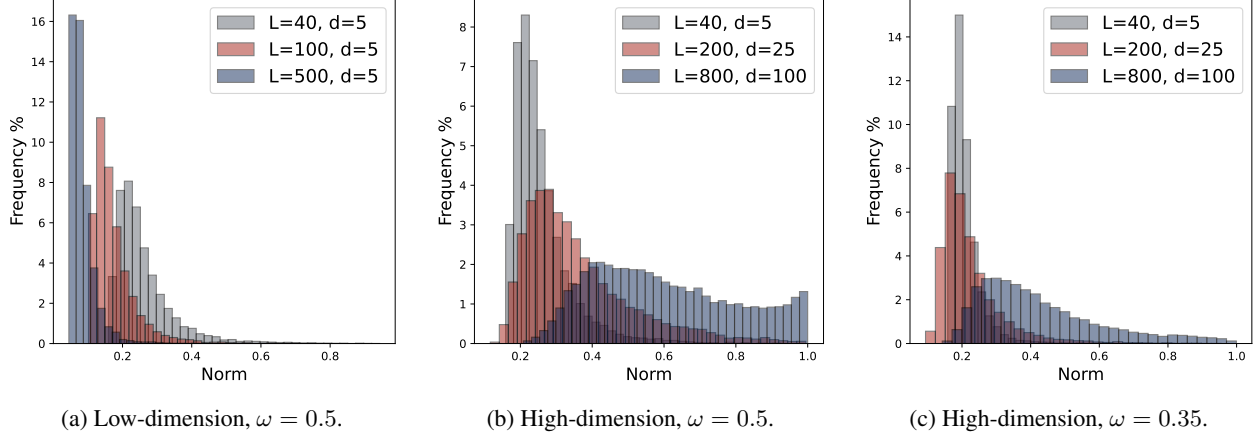 L=40, d=5
L=100, d=5
L=500, d=5
Frequency %
16
14
12
10
8
6
4
2
0
0.2
0.4
0.6
0.8
Norm
(a) Low-dimension, ω = 0.5.
L=40, d=5
L=200, d=25
L=800, d=100
Frequency %
8
7
6
5
4
3
2
1
0
0.2
0.4
0.6
0.8
1.0
Norm
(b) High-dimension, ω = 0.5.
L=40, d=5
L=200, d=25
L=800, d=100
Frequency %
14
12
10
8
6
4
2
0
0.2
0.4
0.6
0.8
1.0
Norm
(c) High-dimension, ω = 0.35.